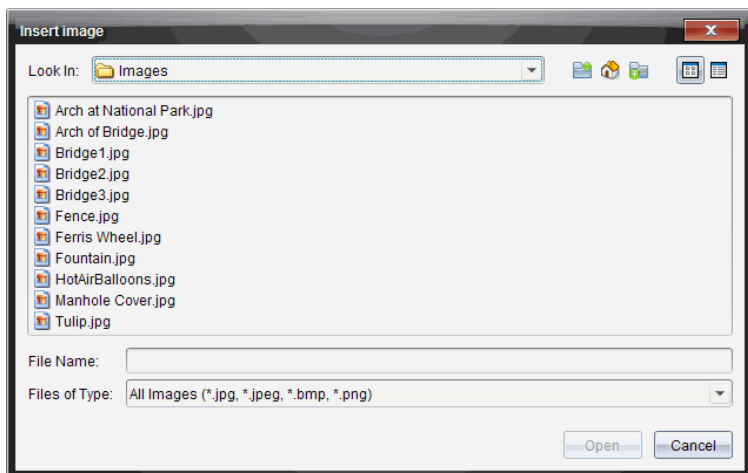 Insert image
Look In: Images
Arch at National Park.jpg
Arch of Bridge.jpg
Bridge1.jpg
Bridge2.jpg
Bridge3.jpg
Fence.jpg
Ferris Wheel.jpg
Fountain.jpg
HotAirBalloons.jpg
Manhole Cover.jpg
Tulip.jpg
File Name:
Files of Type: All Images (*.jpg, *.jpeg, *.bmp, *.png)
Open Cancel